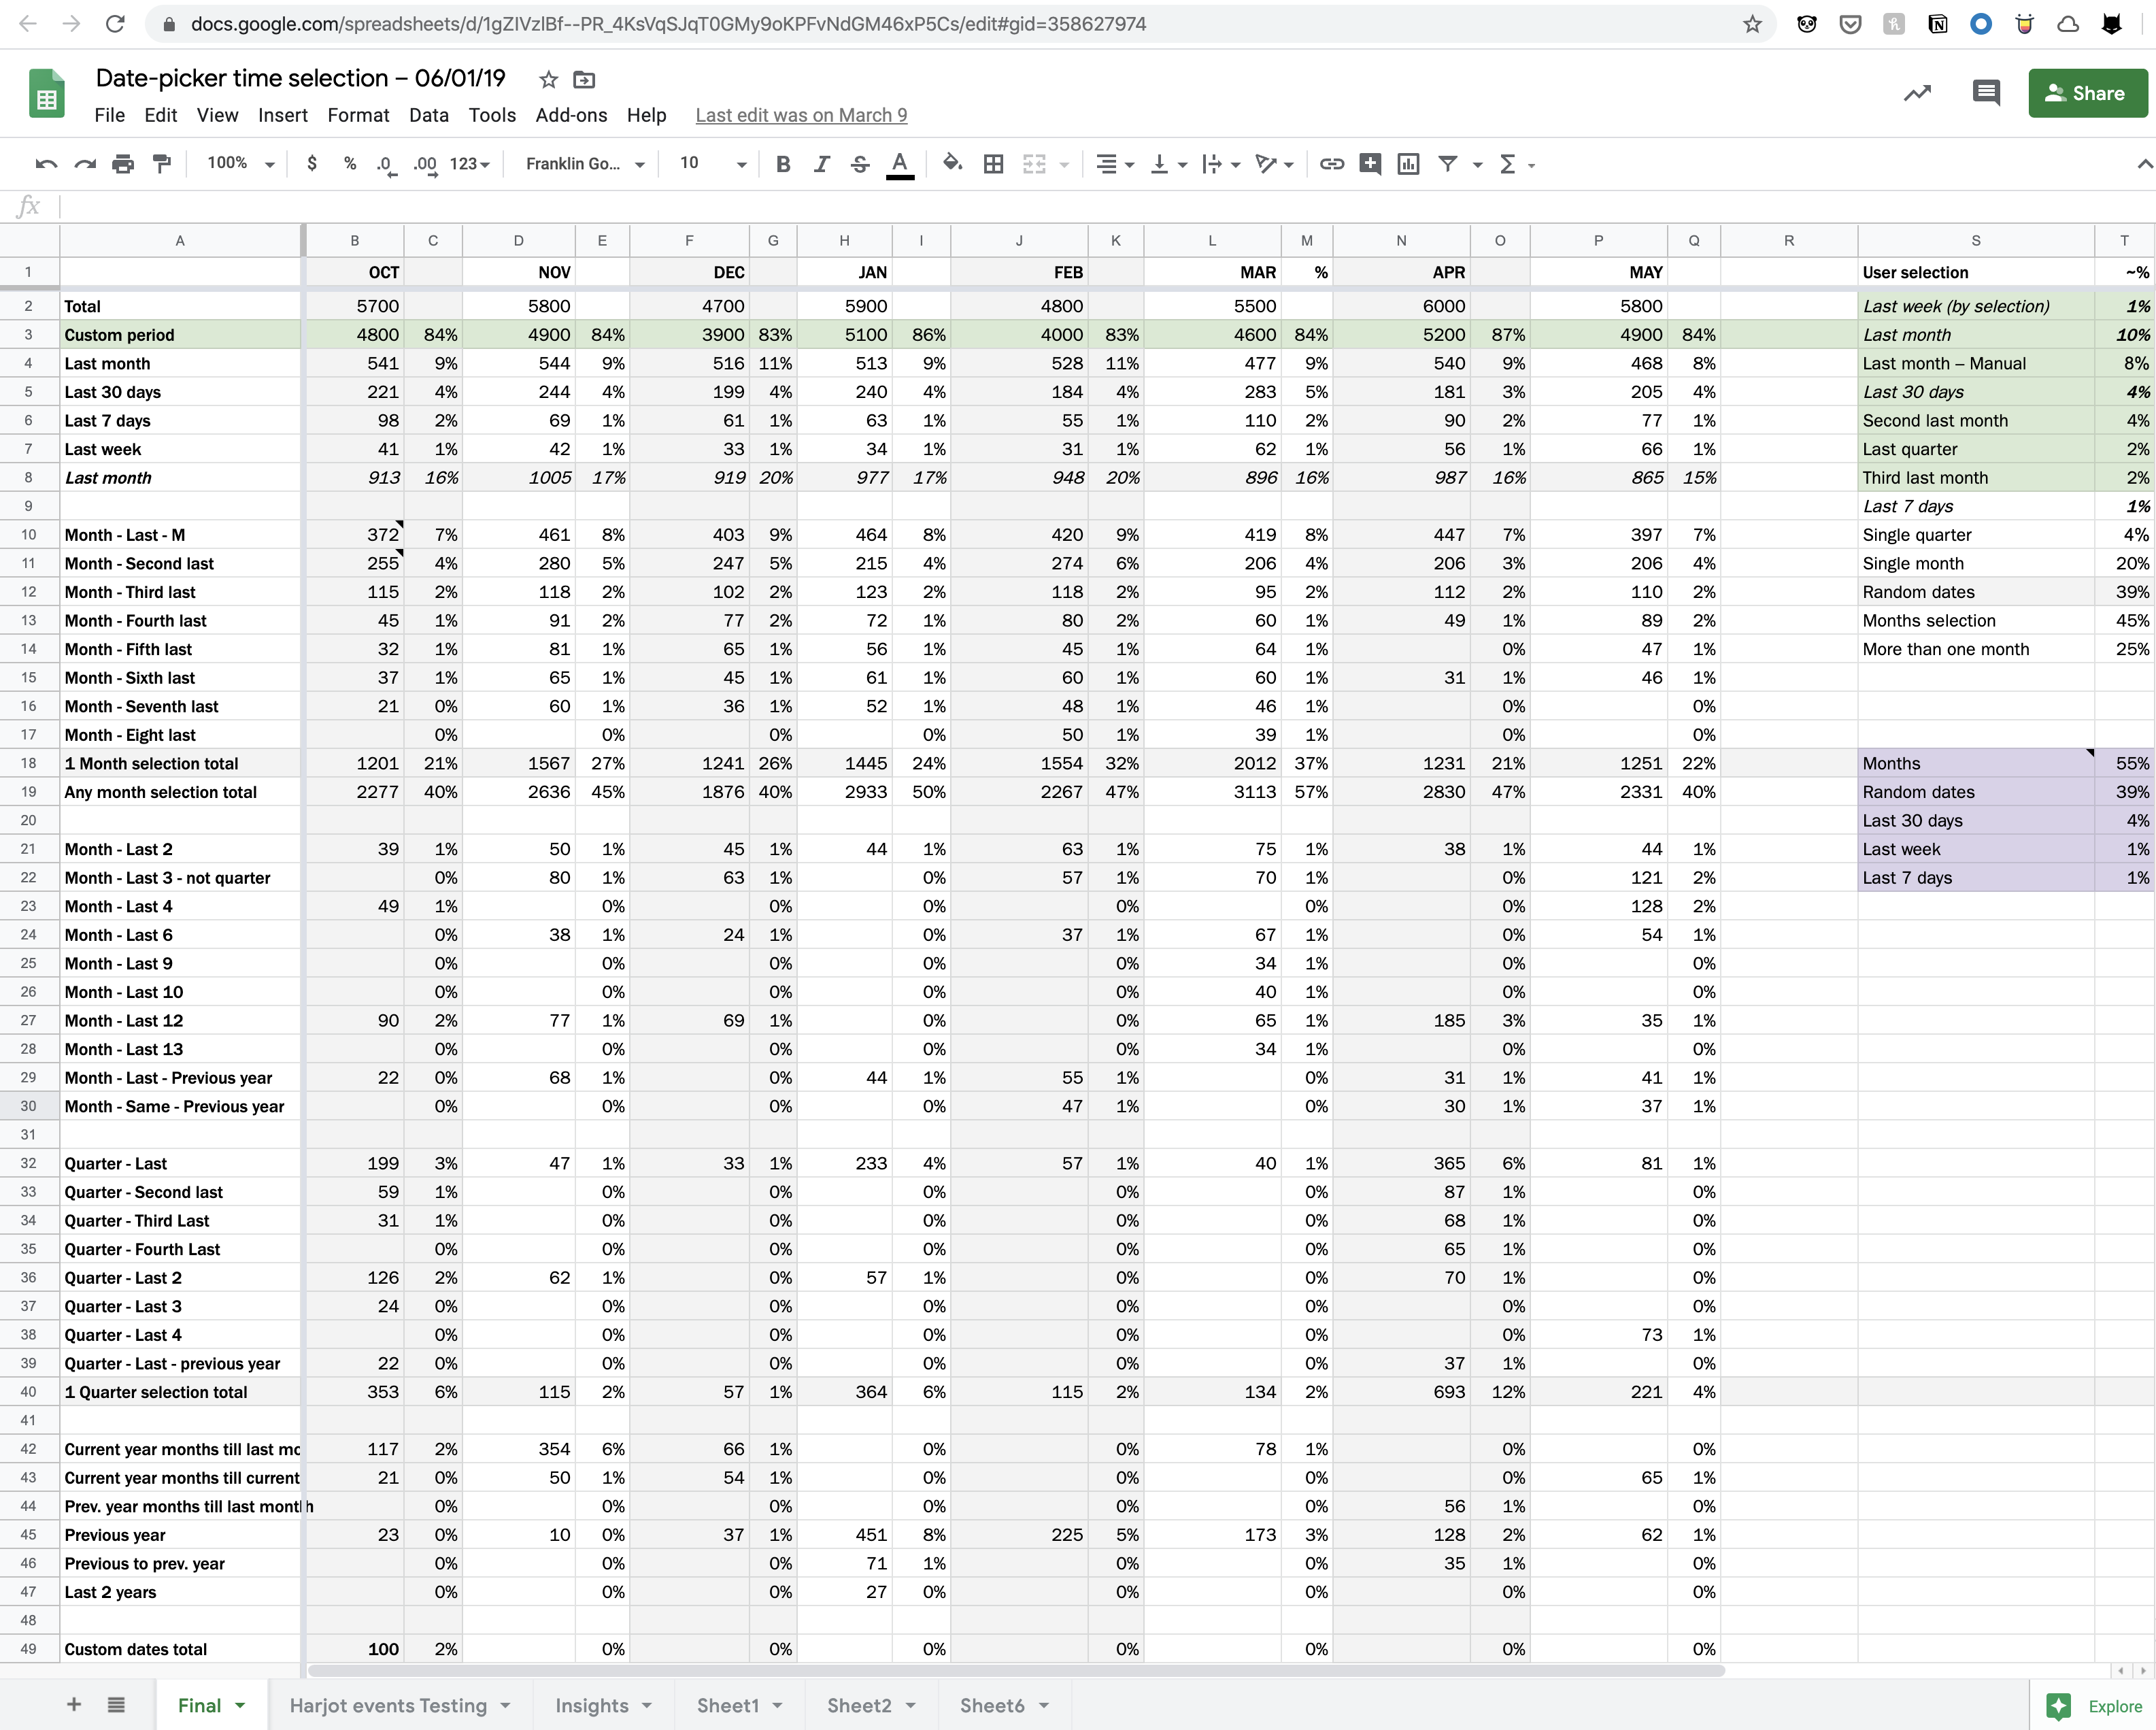 docs.google.com/spreadsheets/d/1gZIVzlBf--PR_4KsVqSJqT0GMy9oKPFvNdGM46xP5Cs/edit#gid=358627974
Date-picker time selection – 06/01/19
Share
File Edit View Insert Format Data Tools Add-ons Help Last edit was on March 9
100% $ % .0 .00 123 Franklin Go... 10 B I S A
fx
A B C D E F G H I J K L M N O P Q R S T
1 OCT NOV DEC JAN FEB MAR % APR MAY User selection ~%
2 Total 5700 5800 4700 5900 4800 5500 6000 5800 Last week (by selection) 1%
3 Custom period 4800 84% 4900 84% 3900 83% 5100 86% 4000 83% 4600 84% 5200 87% 4900 84% Last month 10%
4 Last month 541 9% 544 9% 516 11% 513 9% 528 11% 477 9% 540 9% 468 8% Last month – Manual 8%
5 Last 30 days 221 4% 244 4% 199 4% 240 4% 184 4% 283 5% 181 3% 205 4% Last 30 days 4%
6 Last 7 days 98 2% 69 1% 61 1% 63 1% 55 1% 110 2% 90 2% 77 1% Second last month 4%
7 Last week 41 1% 42 1% 33 1% 34 1% 31 1% 62 1% 56 1% 66 1% Last quarter 2%
8 Last month 913 16% 1005 17% 919 20% 977 17% 948 20% 896 16% 987 16% 865 15% Third last month 2%
9 Last 7 days 1%
10 Month - Last - M 372 7% 461 8% 403 9% 464 8% 420 9% 419 8% 447 7% 397 7% Single quarter 4%
11 Month - Second last 255 4% 280 5% 247 5% 215 4% 274 6% 206 4% 206 3% 206 4% Single month 20%
12 Month - Third last 115 2% 118 2% 102 2% 123 2% 118 2% 95 2% 112 2% 110 2% Random dates 39%
13 Month - Fourth last 45 1% 91 2% 77 2% 72 1% 80 2% 60 1% 49 1% 89 2% Months selection 45%
14 Month - Fifth last 32 1% 81 1% 65 1% 56 1% 45 1% 64 1% 0% 47 1% More than one month 25%
15 Month - Sixth last 37 1% 65 1% 45 1% 61 1% 60 1% 60 1% 31 1% 46 1%
16 Month - Seventh last 21 0% 60 1% 36 1% 52 1% 48 1% 46 1% 0% 0%
17 Month - Eight last 0% 0% 0% 0% 50 1% 39 1% 0% 0%
18 1 Month selection total 1201 21% 1567 27% 1241 26% 1445 24% 1554 32% 2012 37% 1231 21% 1251 22% Months 55%
19 Any month selection total 2277 40% 2636 45% 1876 40% 2933 50% 2267 47% 3113 57% 2830 47% 2331 40% Random dates 39%
20 Last 30 days 4%
21 Month - Last 2 39 1% 50 1% 45 1% 44 1% 63 1% 75 1% 38 1% 44 1% Last week 1%
22 Month - Last 3 - not quarter 0% 80 1% 63 1% 0% 57 1% 70 1% 0% 121 2% Last 7 days 1%
23 Month - Last 4 49 1% 0% 0% 0% 0% 0% 0% 128 2%
24 Month - Last 6 0% 38 1% 24 1% 0% 37 1% 67 1% 0% 54 1%
25 Month - Last 9 0% 0% 0% 0% 0% 34 1% 0% 0%
26 Month - Last 10 0% 0% 0% 0% 0% 40 1% 0% 0%
27 Month - Last 12 90 2% 77 1% 69 1% 0% 0% 65 1% 185 3% 35 1%
28 Month - Last 13 0% 0% 0% 0% 0% 34 1% 0% 0%
29 Month - Last - Previous year 22 0% 68 1% 0% 44 1% 55 1% 0% 31 1% 41 1%
30 Month - Same - Previous year 0% 0% 0% 0% 47 1% 0% 30 1% 37 1%
31
32 Quarter - Last 199 3% 47 1% 33 1% 233 4% 57 1% 40 1% 365 6% 81 1%
33 Quarter - Second last 59 1% 0% 0% 0% 0% 0% 87 1% 0%
34 Quarter - Third Last 31 1% 0% 0% 0% 0% 0% 68 1% 0%
35 Quarter - Fourth Last 0% 0% 0% 0% 0% 0% 65 1% 0%
36 Quarter - Last 2 126 2% 62 1% 0% 57 1% 0% 0% 70 1% 0%
37 Quarter - Last 3 24 0% 0% 0% 0% 0% 0% 0% 0%
38 Quarter - Last 4 0% 0% 0% 0% 0% 0% 0% 73 1%
39 Quarter - Last - previous year 22 0% 0% 0% 0% 0% 0% 37 1% 0%
40 1 Quarter selection total 353 6% 115 2% 57 1% 364 6% 115 2% 134 2% 693 12% 221 4%
41
42 Current year months till last mo 117 2% 354 6% 66 1% 0% 0% 78 1% 0% 0%
43 Current year months till current 21 0% 50 1% 54 1% 0% 0% 0% 0% 65 1%
44 Prev. year months till last month 0% 0% 0% 0% 0% 0% 56 1% 0%
45 Previous year 23 0% 10 0% 37 1% 451 8% 225 5% 173 3% 128 2% 62 1%
46 Previous to prev. year 0% 0% 0% 71 1% 0% 0% 35 1% 0%
47 Last 2 years 0% 0% 0% 27 0% 0% 0% 0% 0%
48
49 Custom dates total 100 2% 0% 0% 0% 0% 0% 0% 0%
Final Harjot events Testing Insights Sheet1 Sheet2 Sheet6 Explore